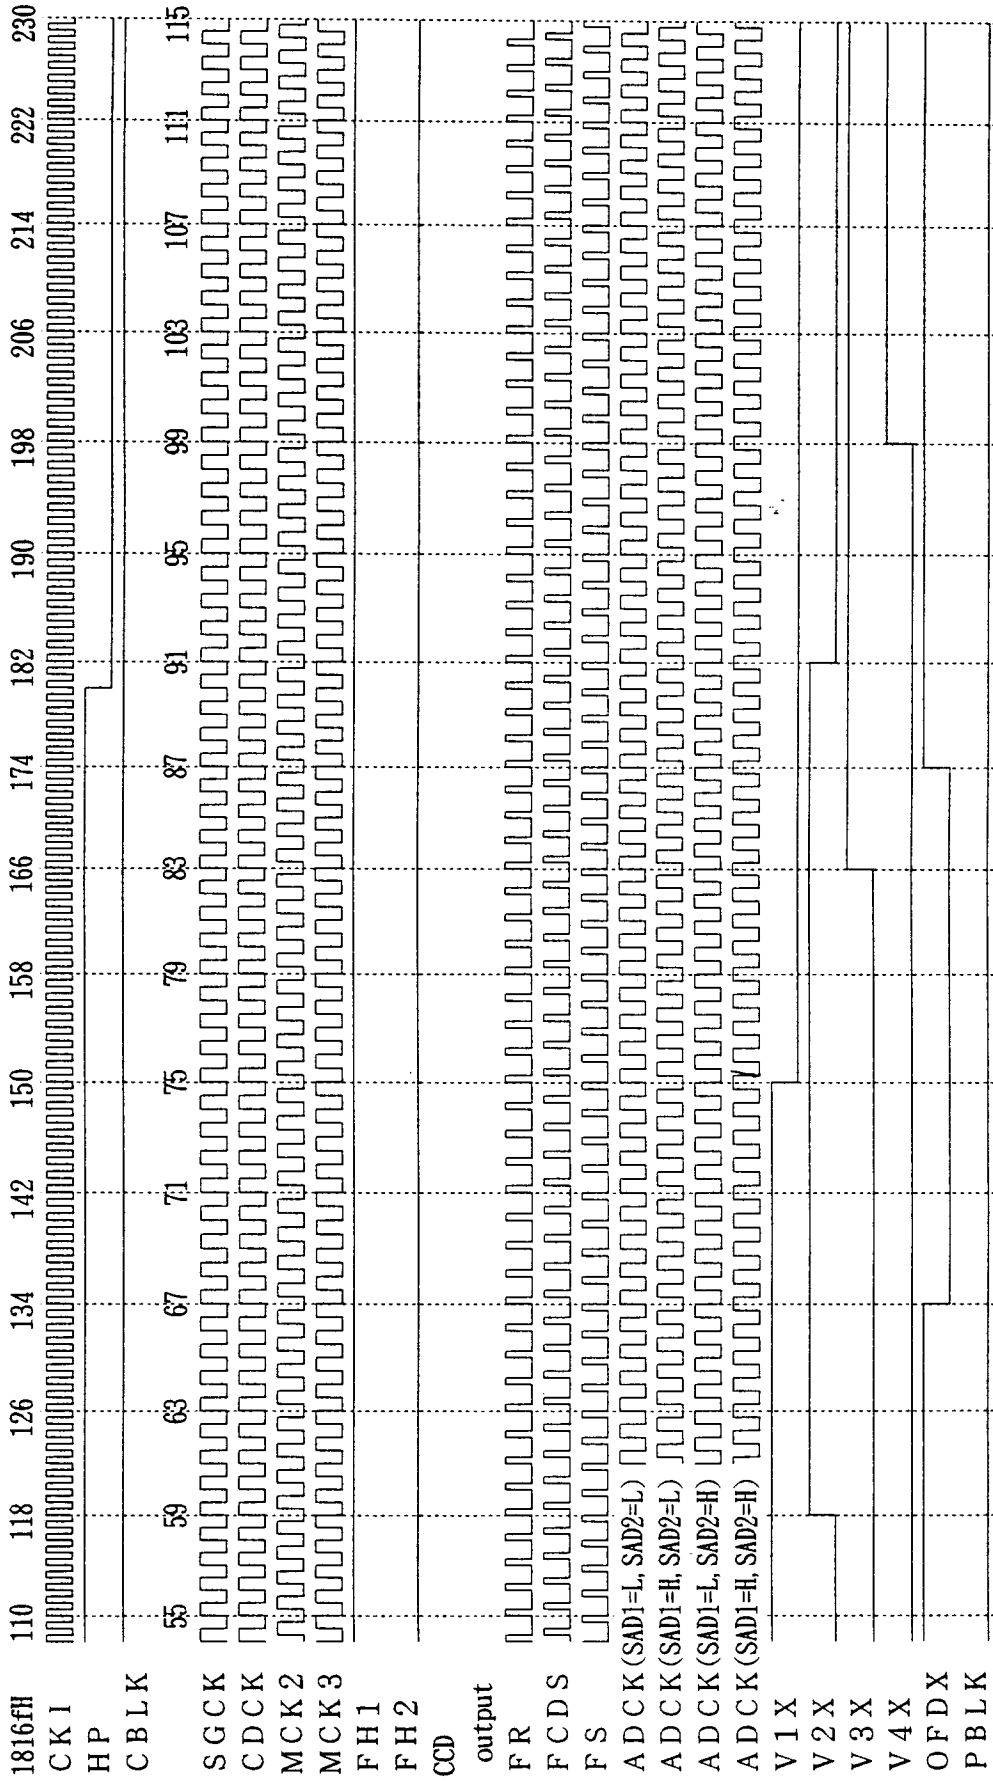 1816fH 110 118 126 134 142 150 158 166 174 182 190 198 206 214 222 230
CKI
HP
CBLK
55 59 63 67 71 75 79 83 87 91 95 99 103 107 111 115
SGCK
CDCK
MCK2
MCK3
FH1
FH2
CCD
output
FR
FCDS
FS
ADCK(SAD1=L, SAD2=L)
ADCK(SAD1=H, SAD2=L)
ADCK(SAD1=L, SAD2=H)
ADCK(SAD1=H, SAD2=H)
V1X
V2X
V3X
V4X
OFDX
PBLK